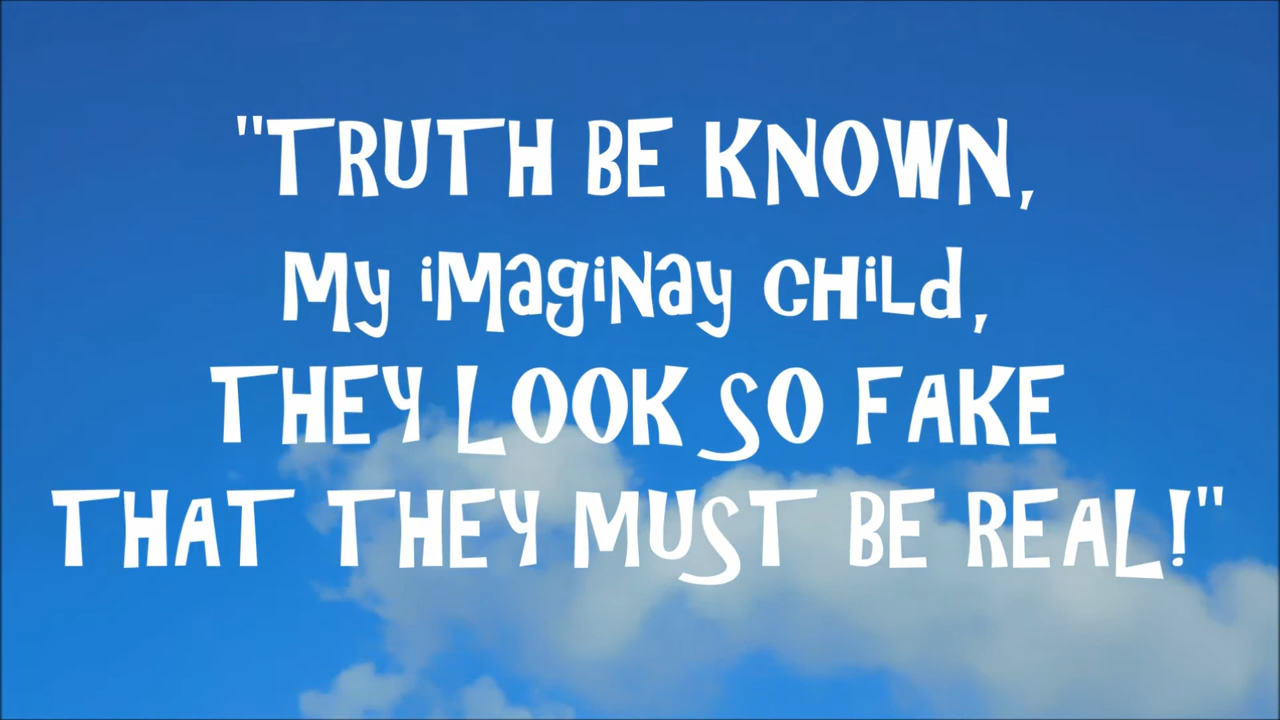 "TRUTH BE KNOWN,
My iMagiNay CHiLd,
THEY LOOK SO FAKE
THAT THEY MUST BE REAL!"